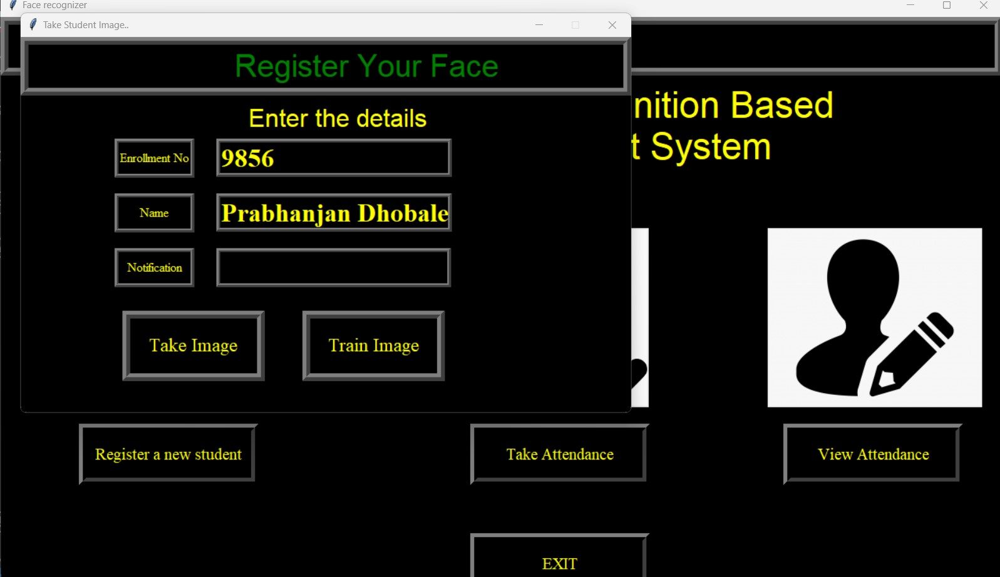 Face recognizer
Take Student Image..
Register Your Face
nition Based
t System
Enter the details
Enrollment No
9856
Name
Prabhanjan Dhobale
Notification
Take Image
Train Image
Register a new student
Take Attendance
View Attendance
EXIT